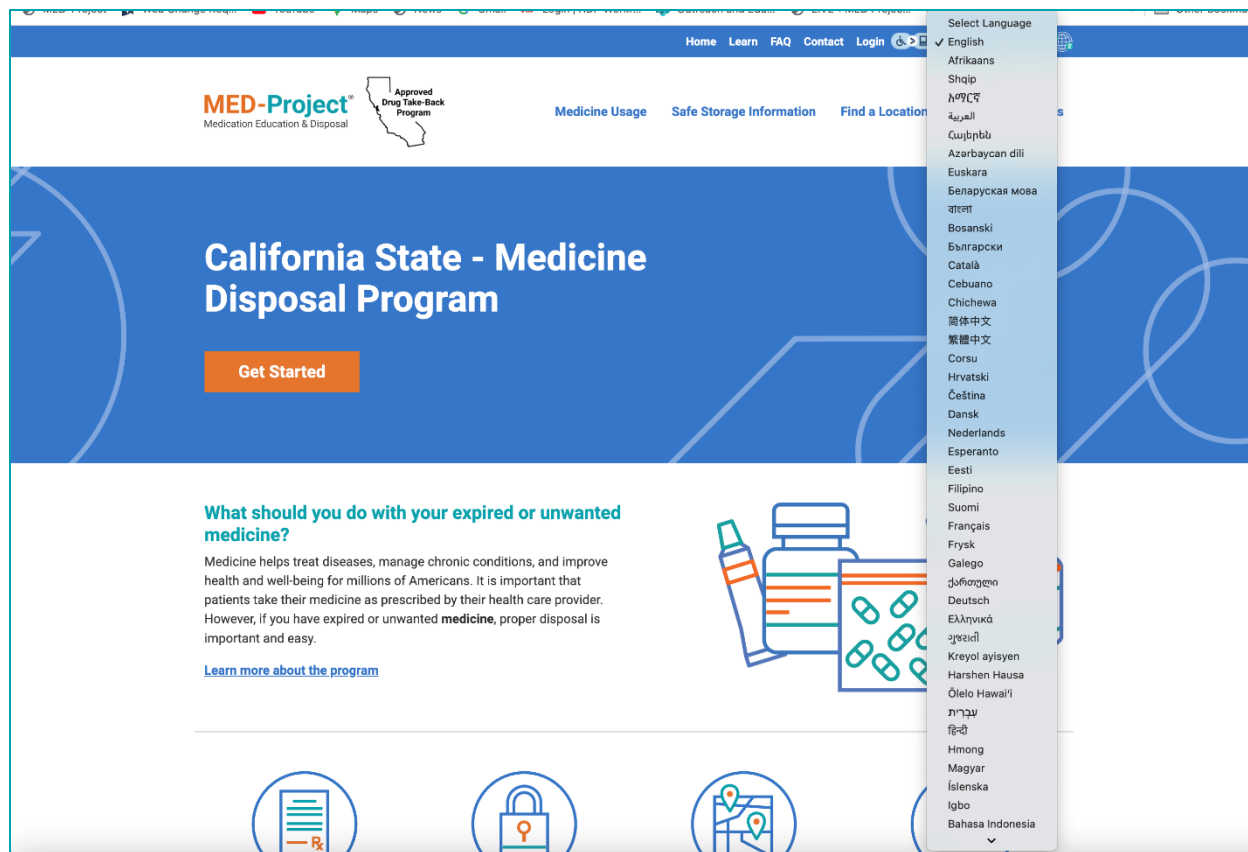 Home Learn FAQ Contact Login
MED-Project®
Medication Education & Disposal
Approved
Drug Take-Back
Program
Medicine Usage Safe Storage Information Find a Location
California State - Medicine
Disposal Program
Get Started
What should you do with your expired or unwanted
medicine?
Medicine helps treat diseases, manage chronic conditions, and improve
health and well-being for millions of Americans. It is important that
patients take their medicine as prescribed by their health care provider.
However, if you have expired or unwanted medicine, proper disposal is
important and easy.
Learn more about the program
Rx
Select Language
✓ English
Afrikaans
Shqip
አማርኛ
العربية
Հայերեն
Azərbaycan dili
Euskara
Беларуская мова
বাংলা
Bosanski
Български
Català
Cebuano
Chichewa
简体中文
繁體中文
Corsu
Hrvatski
Čeština
Dansk
Nederlands
Esperanto
Eesti
Filipino
Suomi
Français
Frysk
Galego
ქართული
Deutsch
Ελληνικά
ગુજરાતી
Kreyol ayisyen
Harshen Hausa
Ōlelo Hawaiʻi
עִבְרִית
हिन्दी
Hmong
Magyar
Íslenska
Igbo
Bahasa Indonesia